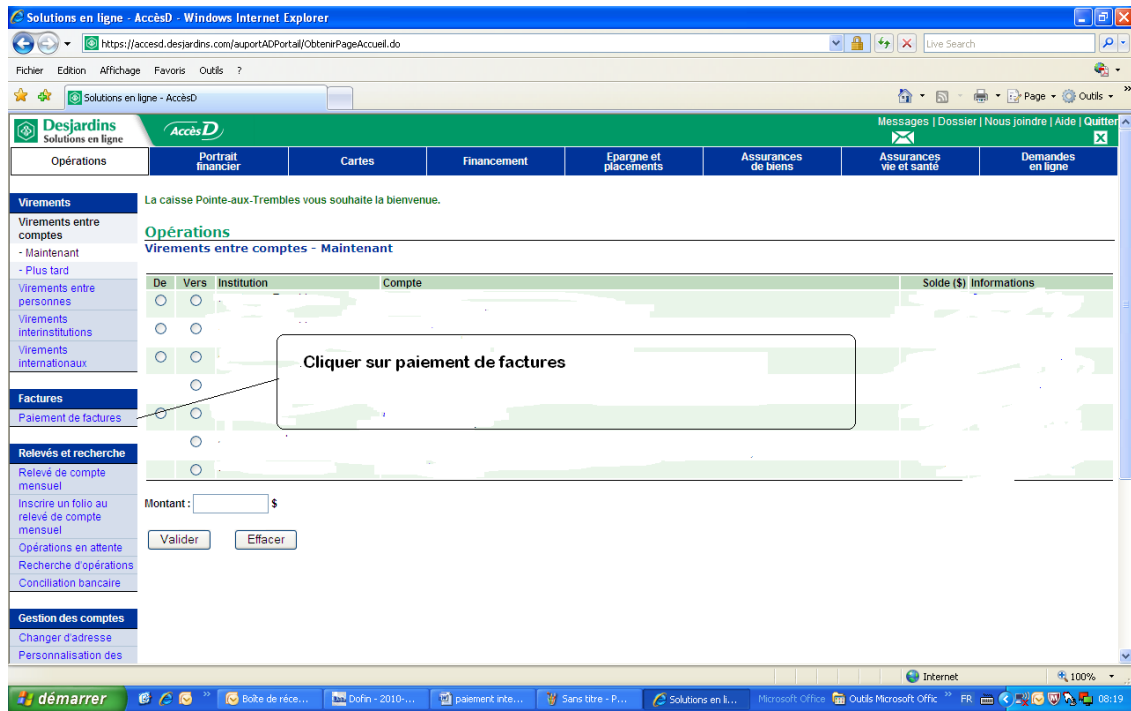 Solutions en ligne - AccèsD - Windows Internet Explorer
https://accesd.desjardins.com/auportADPortail/ObtenirPageAccueil.do
Live Search
Fichier Edition Affichage Favoris Outils ?
Solutions en ligne - AccèsD
Page Outils
Desjardins
Solutions en ligne
AccèsD
Messages | Dossier | Nous joindre | Aide | Quitter
Opérations
Portrait
financier
Cartes
Financement
Epargne et
placements
Assurances
de biens
Assurances
vie et santé
Demandes
en ligne
Virements
Virements entre
comptes
- Maintenant
- Plus tard
Virements entre
personnes
Virements
interinstitutions
Virements
internationaux
Factures
Paiement de factures
Relevés et recherche
Relevé de compte
mensuel
Inscrire un folio au
relevé de compte
mensuel
Opérations en attente
Recherche d'opérations
Conciliation bancaire
Gestion des comptes
Changer d'adresse
Personnalisation des
La caisse Pointe-aux-Trembles vous souhaite la bienvenue.
Opérations
Virements entre comptes - Maintenant
De Vers Institution Compte Solde ($) Informations
Cliquer sur paiement de factures
Montant : $
Valider Effacer
Internet 100%
démarrer Boîte de réce... Dofin - 2010-... paiement inte... Sans titre - P... Solutions en li... Microsoft Office Outils Microsoft Offic » FR 08:19